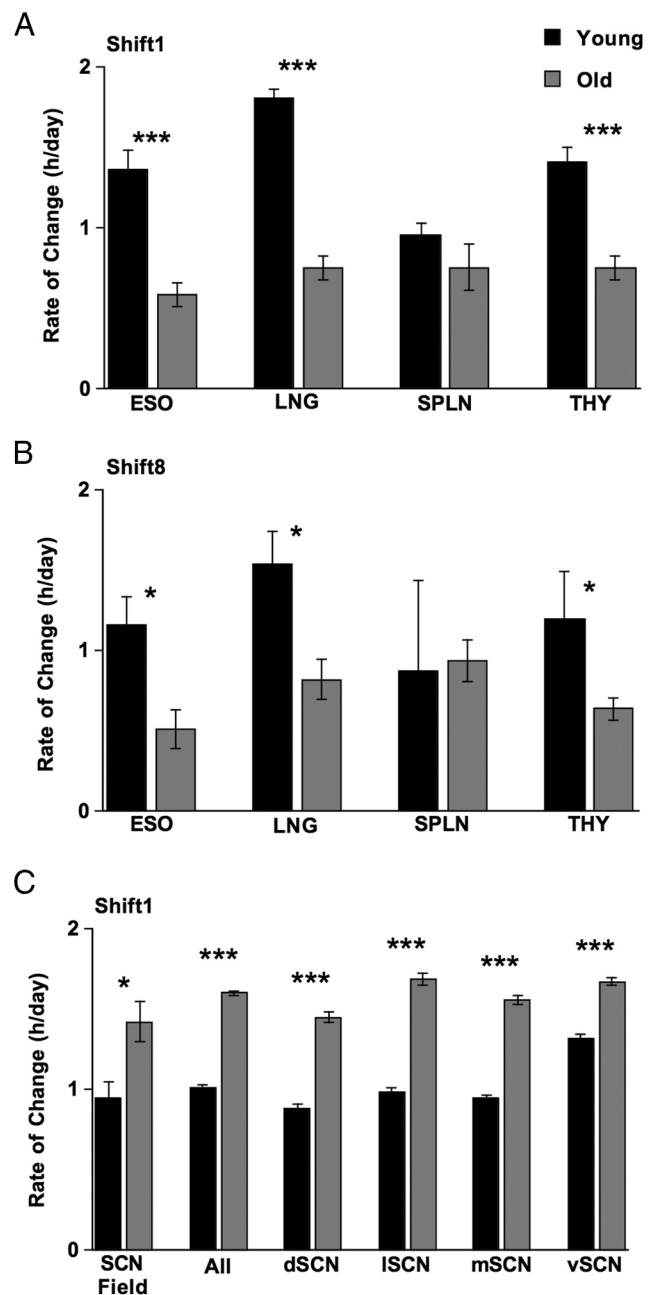 A
Shift1
Young
Old
2
1
0
Rate of Change (h/day)
***
***
***
ESO LNG SPLN THY
B
Shift8
2
1
0
Rate of Change (h/day)
*
*
*
ESO LNG SPLN THY
C
Shift1
2
1
0
Rate of Change (h/day)
*
***
***
***
***
***
SCN Field All dSCN lSCN mSCN vSCN